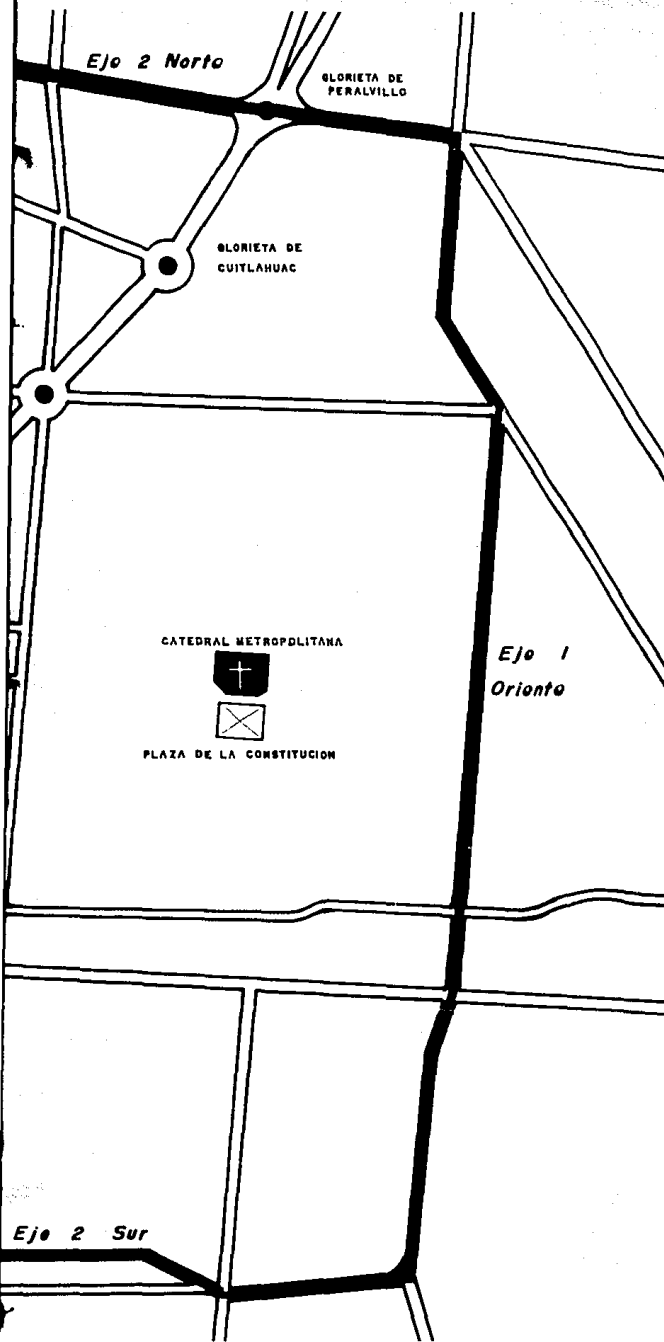 Eje 2 Norte
GLORIETA DE
PERALVILLO
GLORIETA DE
CUITLAHUAC
CATEDRAL METROPOLITANA
PLAZA DE LA CONSTITUCION
Eje 1
Oriente
Eje 2 Sur